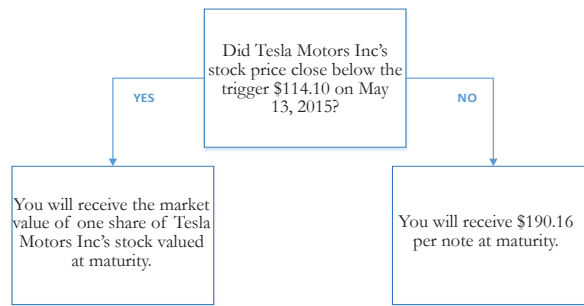 Did Tesla Motors Inc's
stock price close below the
trigger $114.10 on May
13, 2015?
YES
NO
You will receive the market
value of one share of Tesla
Motors Inc's stock valued
at maturity.
You will receive $190.16
per note at maturity.